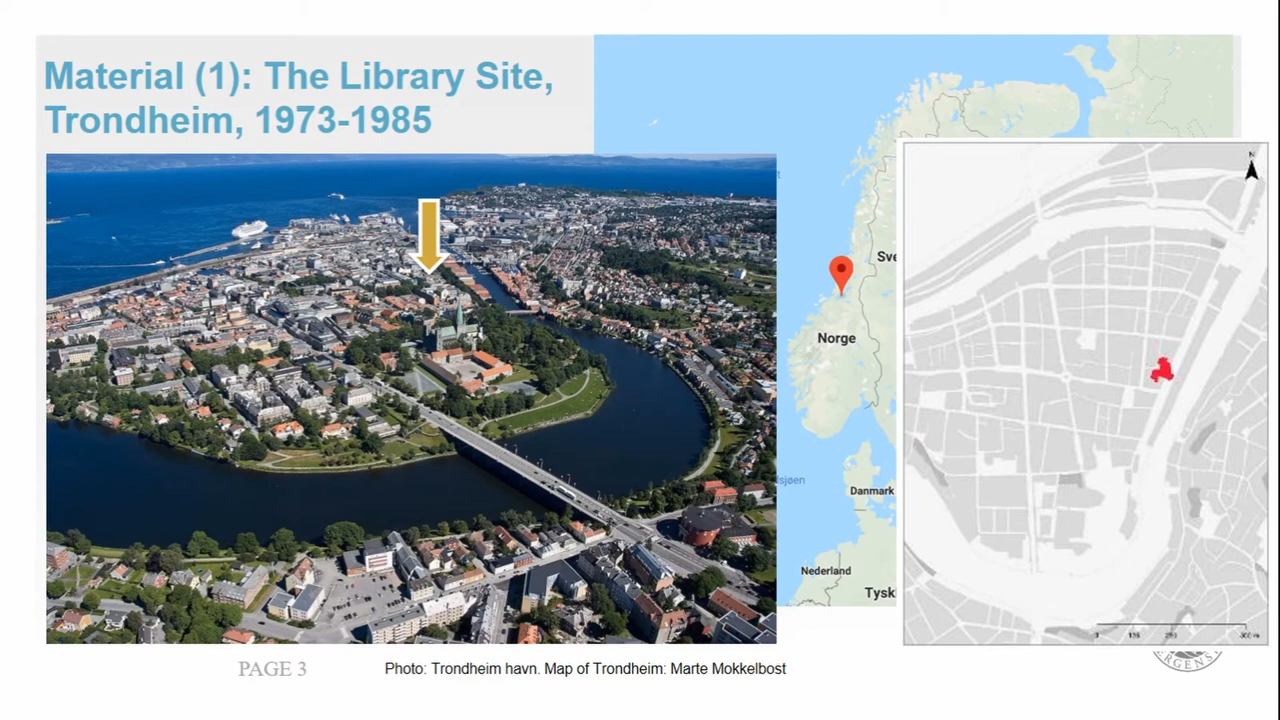 Material (1): The Library Site,
Trondheim, 1973-1985
N
Sve
Norge
Danmark
Nederland
Tysk
PAGE 3
Photo: Trondheim havn. Map of Trondheim: Marte Mokkelbost